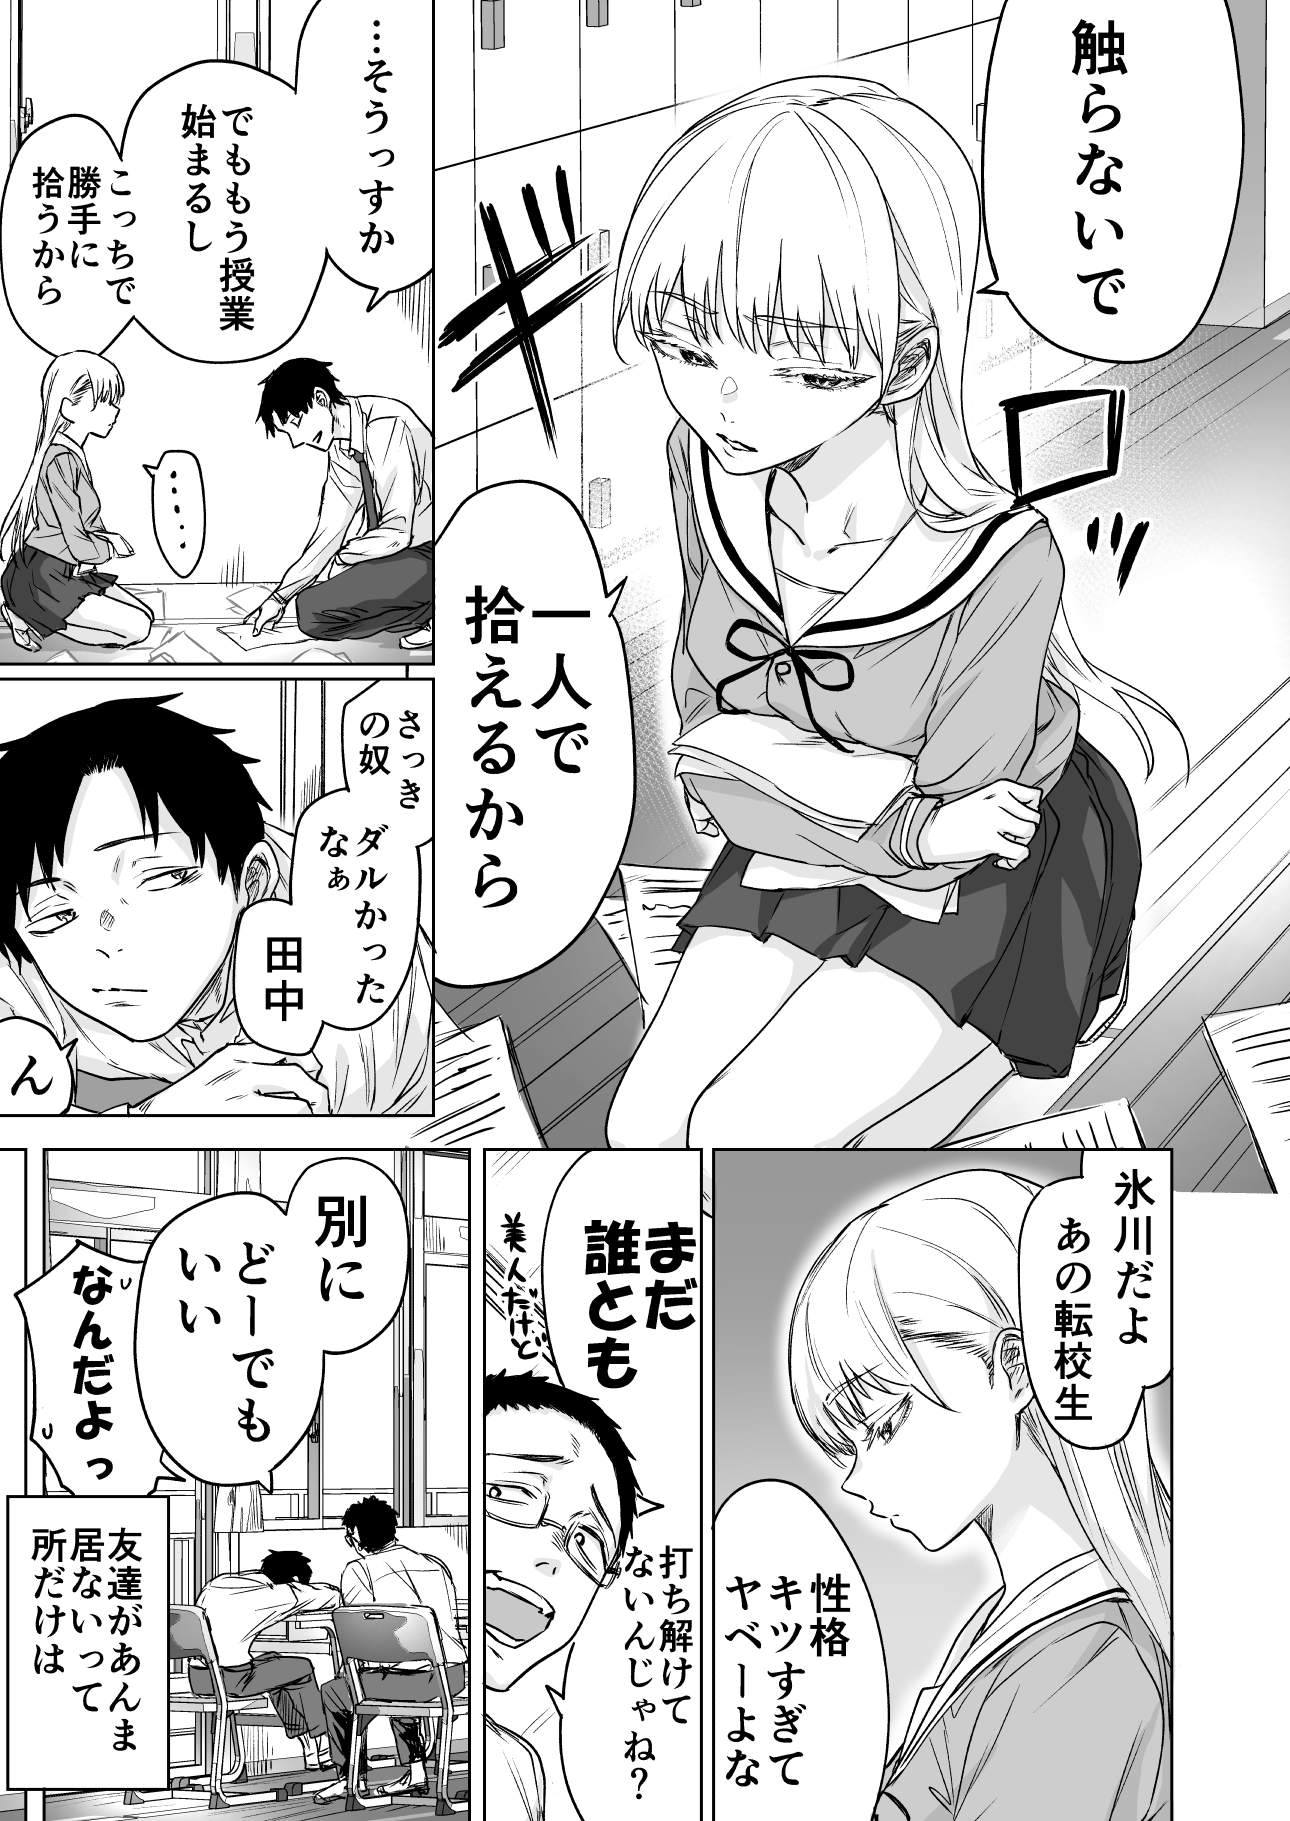 触らないで
ギロッ
一人で
拾えるから
…そうっすか
でももう授業
始まるし
こっちで
勝手に
拾うから
……
さっき
の奴
ダルかった
なぁ
田中
ん
氷川だよ
あの転校生
性格
キツすぎて
ヤベーよな
まだ
誰とも
打ち解けて
ないんじゃね？
美人だけど
別に
どーでも
いい
なんだよっ
友達があんま
居ないって
所だけは